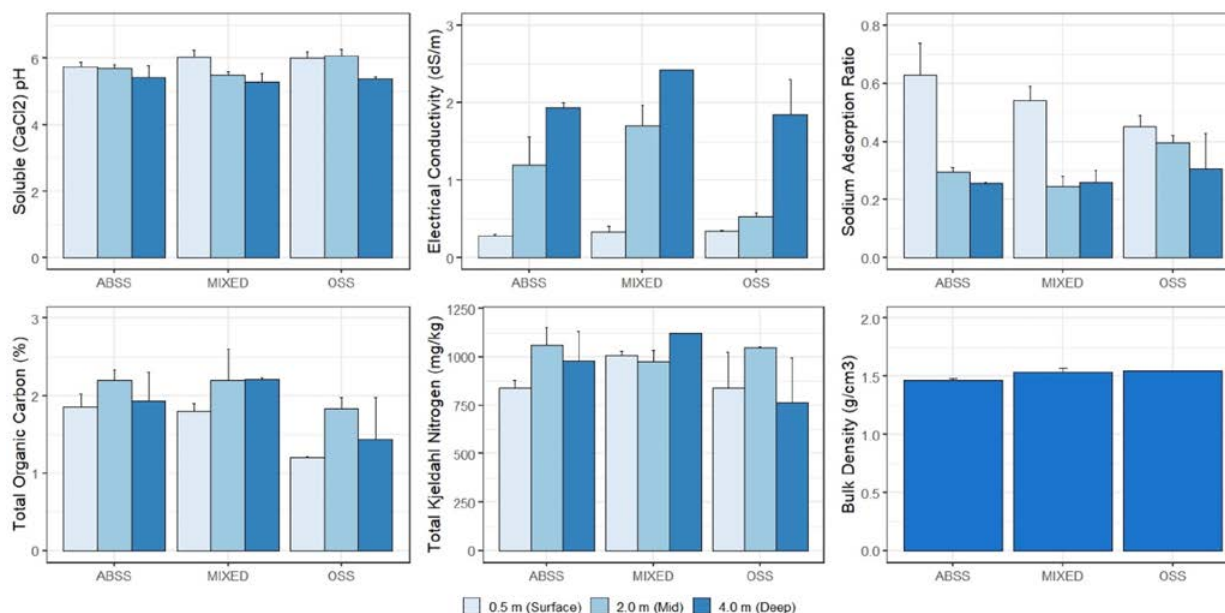 Soluble (CaCl2) pH
6
4
2
0
ABSS MIXED OSS
Electrical Conductivity (dS/m)
3
2
1
0
ABSS MIXED OSS
Sodium Adsorption Ratio
0.8
0.6
0.4
0.2
0.0
ABSS MIXED OSS
Total Organic Carbon (%)
3
2
1
0
ABSS MIXED OSS
Total Kjeldahl Nitrogen (mg/kg)
1250
1000
750
500
250
0
ABSS MIXED OSS
Bulk Density (g/cm3)
2.0
1.5
1.0
0.5
0.0
ABSS MIXED OSS
0.5 m (Surface) 2.0 m (Mid) 4.0 m (Deep)